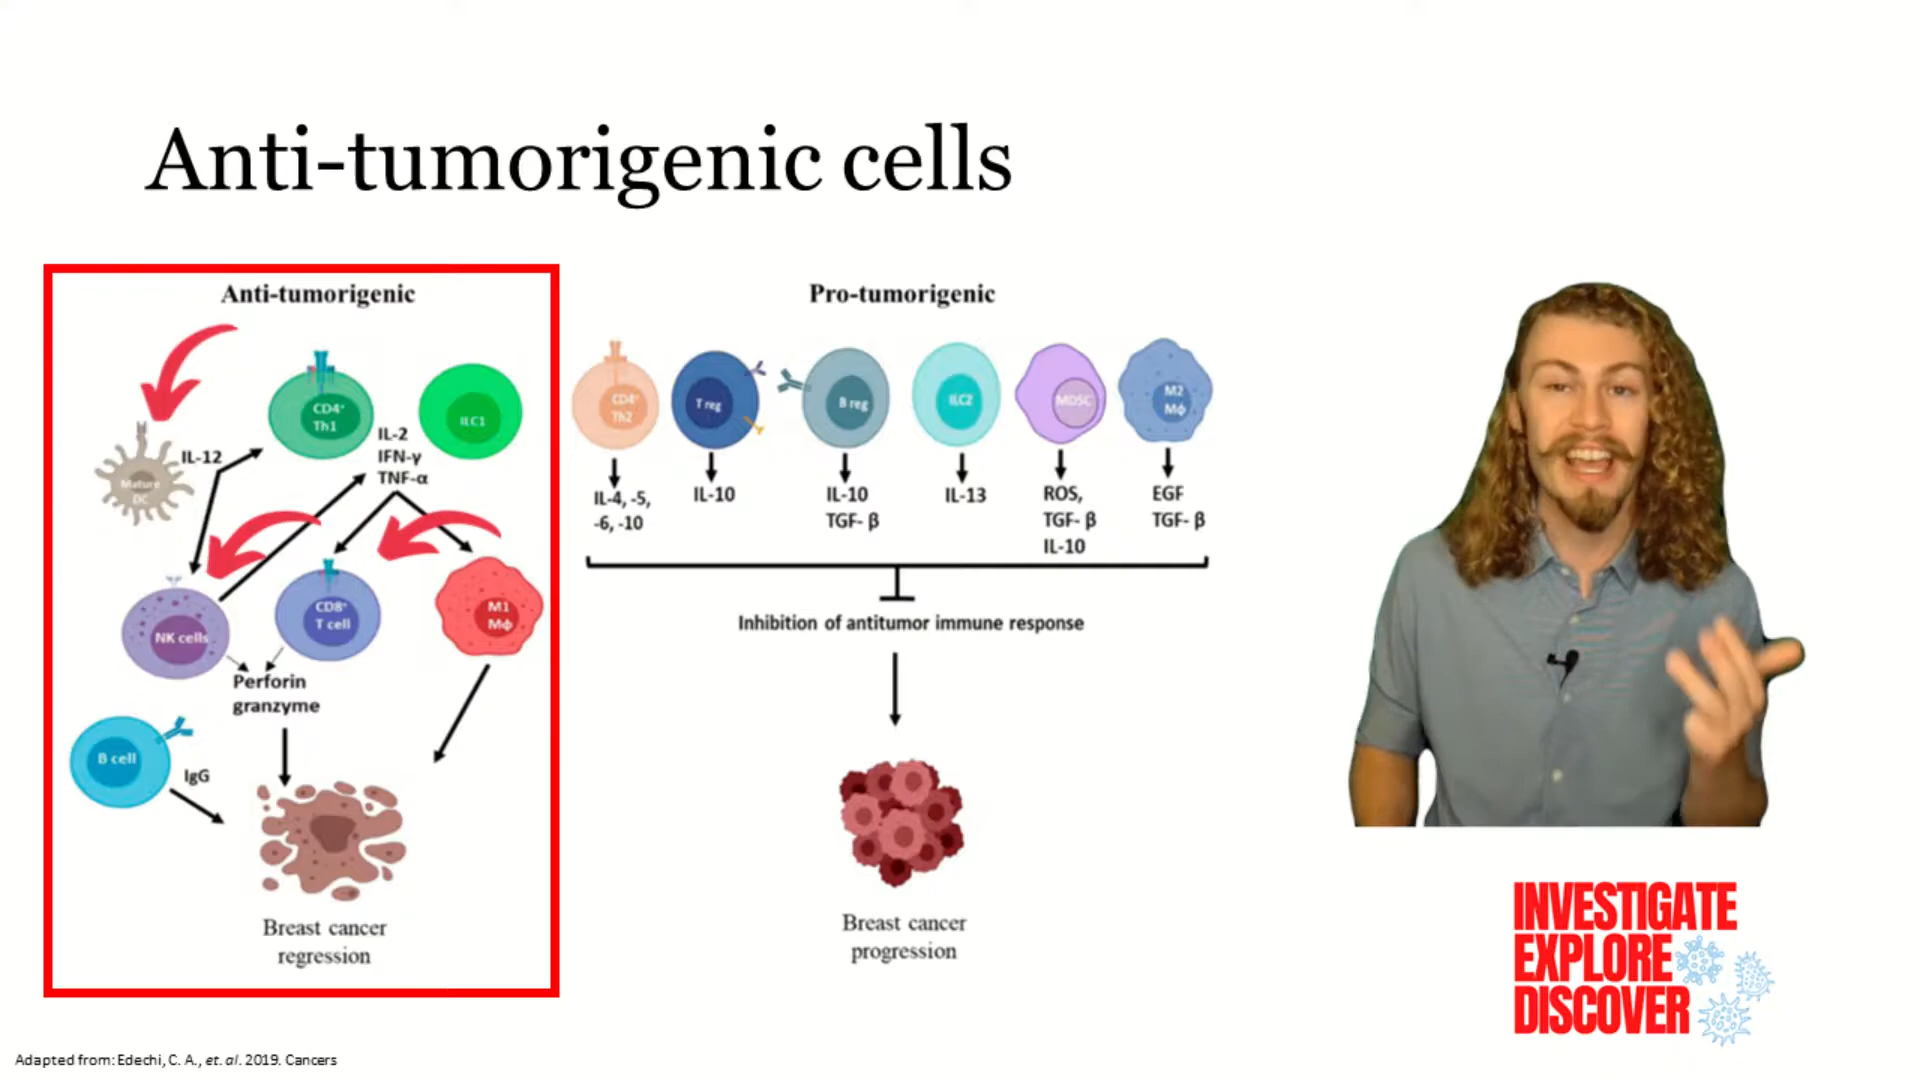 Anti-tumorigenic cells
Anti-tumorigenic
CD4⁺
Th1
ILC1
IL-2
IFN-γ
TNF-α
IL-12
Mature
DC
NK cells
CD8⁺
T cell
M1
Mϕ
Perforin
granzyme
B cell
IgG
Breast cancer
regression
Pro-tumorigenic
CD4⁺
Th2
T reg
B reg
ILC2
MDSC
M2
Mϕ
IL-4, -5,
-6, -10
IL-10
IL-10
TGF- β
IL-13
ROS,
TGF- β
IL-10
EGF
TGF- β
Inhibition of antitumor immune response
Breast cancer
progression
INVESTIGATE
EXPLORE
DISCOVER
Adapted from: Edechi, C. A., et. al. 2019. Cancers